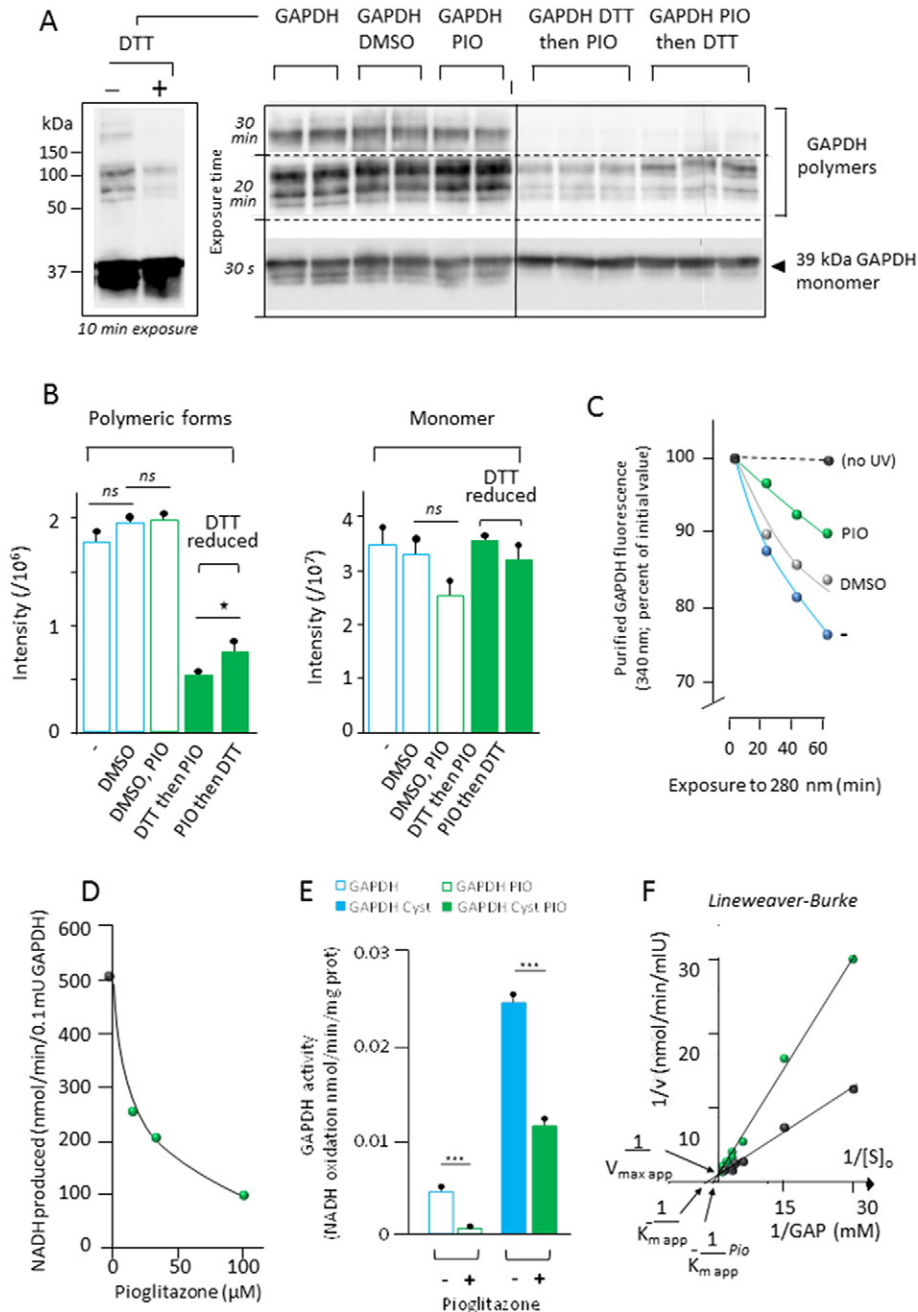 A
DTT
– +
GAPDH
GAPDH DMSO
GAPDH PIO
GAPDH DTT then PIO
GAPDH PIO then DTT
kDa
150
100
50
37
10 min exposure
Exposure time
30 min
20 min
30 s
GAPDH polymers
39 kDa GAPDH monomer
B
Polymeric forms
ns
ns
DTT reduced
★
Intensity (/10⁶)
2
1
0
-
DMSO
DMSO, PIO
DTT then PIO
PIO then DTT
Monomer
ns
DTT reduced
Intensity (/10⁷)
4
3
2
1
0
-
DMSO
DMSO, PIO
DTT then PIO
PIO then DTT
C
Purified GAPDH fluorescence
(340 nm; percent of initial value)
100
90
80
70
(no UV)
PIO
DMSO
-
0 20 40 60
Exposure to 280 nm (min)
D
NADH produced (nmol/min/0.1mU GAPDH)
600
500
400
300
250
200
100
0
0 50 100
Pioglitazone (µM)
E
GAPDH
GAPDH PIO
GAPDH Cyst
GAPDH Cyst PIO
GAPDH activity
(NADH oxidation nmol/min/mg prot)
0.03
0.02
0.01
0
***
***
- + - +
Pioglitazone
F
Lineweaver-Burke
1/v (nmol/min/mIU)
30
20
10
1/[S]₀
15 30
1/GAP (mM)
1
V max app
1
K̄ m app
- 1 Pio
K m app